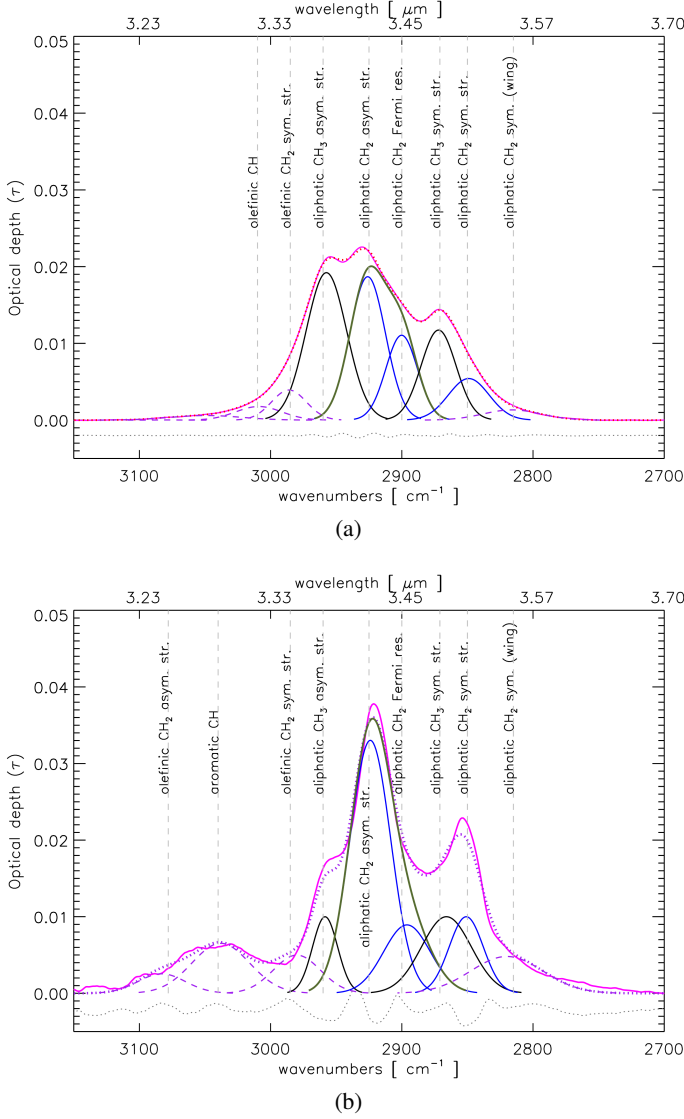 wavelength [ μm ]
3.23 3.33 3.45 3.57 3.70
0.05
0.04
0.03
0.02
0.01
0.00
Optical depth (τ)
olefinic CH
olefinic CH₂ sym. str.
aliphatic CH₃ asym. str.
aliphatic CH₂ asym str.
aliphatic CH₂ Fermi res.
aliphatic CH₃ sym. str.
aliphatic CH₂ sym. str.
aliphatic CH₂ sym. (wing)
3100 3000 2900 2800 2700
wavenumbers [ cm⁻¹ ]
(a)
wavelength [ μm ]
3.23 3.33 3.45 3.57 3.70
0.05
0.04
0.03
0.02
0.01
0.00
Optical depth (τ)
olefinic CH₂ asym. str.
aromatic CH
olefinic CH₂ sym. str.
aliphatic CH₃ asym. str.
aliphatic CH₂ asym. str.
aliphatic CH₂ Fermi res.
aliphatic CH₃ sym. str.
aliphatic CH₂ sym. str.
aliphatic CH₂ sym. (wing)
3100 3000 2900 2800 2700
wavenumbers [ cm⁻¹ ]
(b)